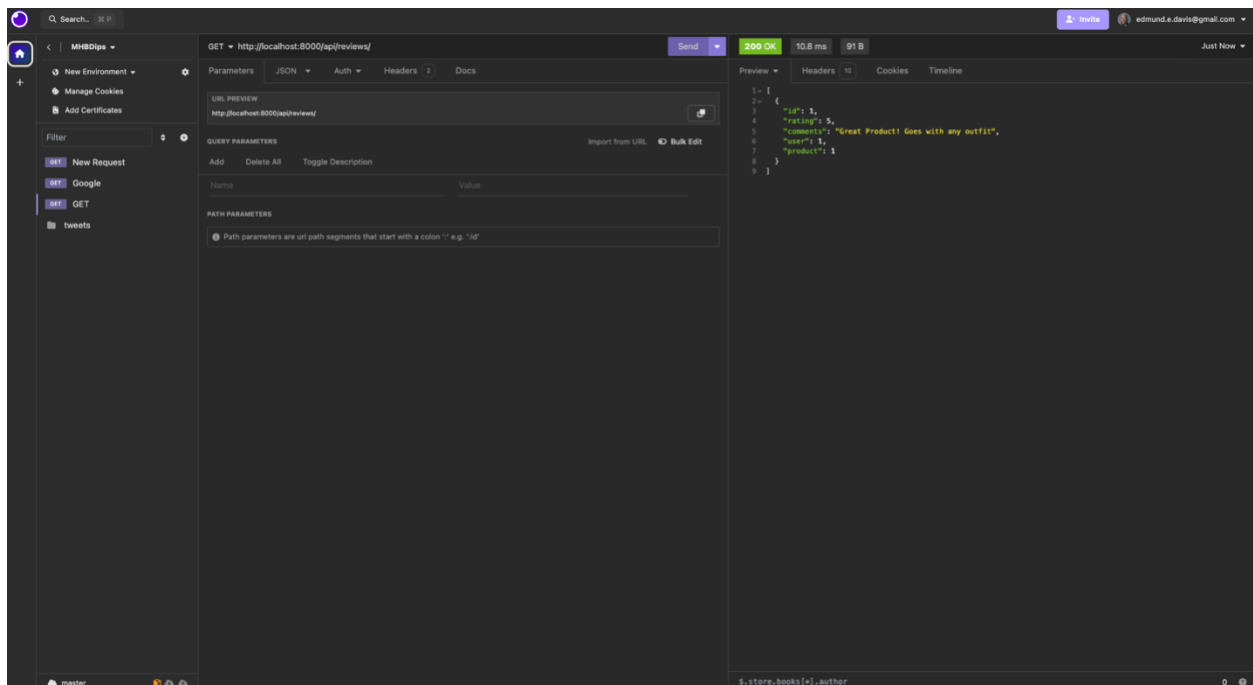 Search.. ⌘ P
Invite
edmund.e.davis@gmail.com
MHBDips
New Environment
Manage Cookies
Add Certificates
Filter
GET New Request
GET Google
GET GET
tweets
master
GET http://localhost:8000/api/reviews/
Send
Parameters JSON Auth Headers 2 Docs
URL PREVIEW
http://localhost:8000/api/reviews/
QUERY PARAMETERS Import from URL Bulk Edit
Add Delete All Toggle Description
Name Value
PATH PARAMETERS
Path parameters are url path segments that start with a colon ':' e.g. ':id'
200 OK 10.8 ms 91 B Just Now
Preview Headers 10 Cookies Timeline
1 [
2 {
3 "id": 1,
4 "rating": 5,
5 "comments": "Great Product! Goes with any outfit",
6 "user": 1,
7 "product": 1
8 }
9 ]
$.store.books[*].author 0